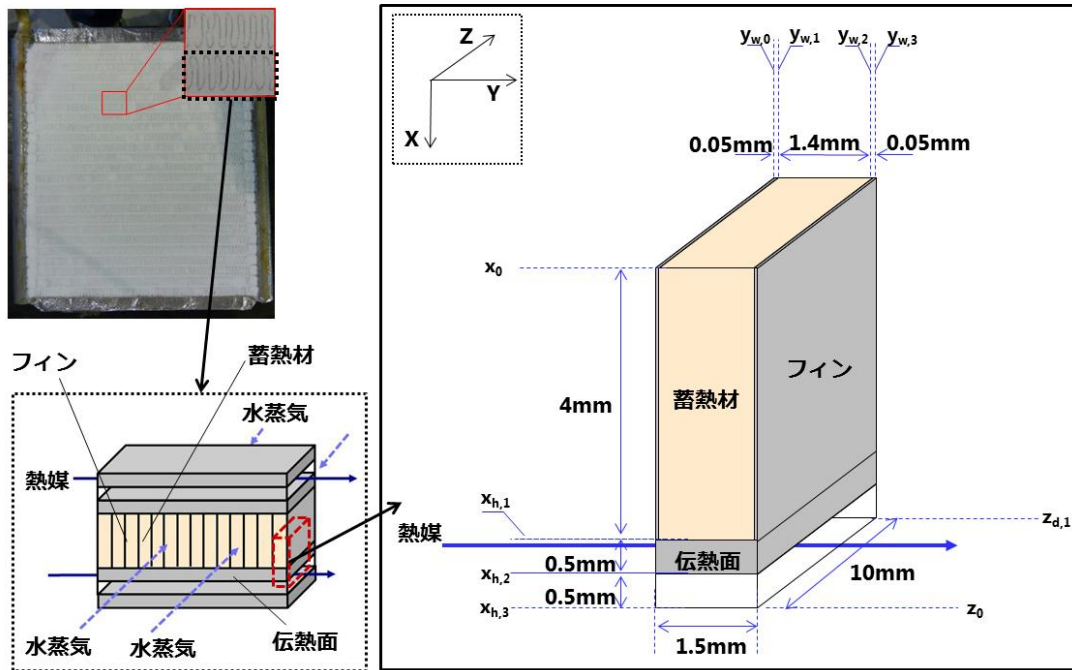 フィン
蓄熱材
水蒸気
熱媒
水蒸気
水蒸気
伝熱面
Z
Y
X
yw,0
yw,1
yw,2
yw,3
0.05mm
1.4mm
0.05mm
x0
4mm
蓄熱材
フィン
xh,1
熱媒
0.5mm
伝熱面
xh,2
0.5mm
xh,3
1.5mm
10mm
zd,1
z0